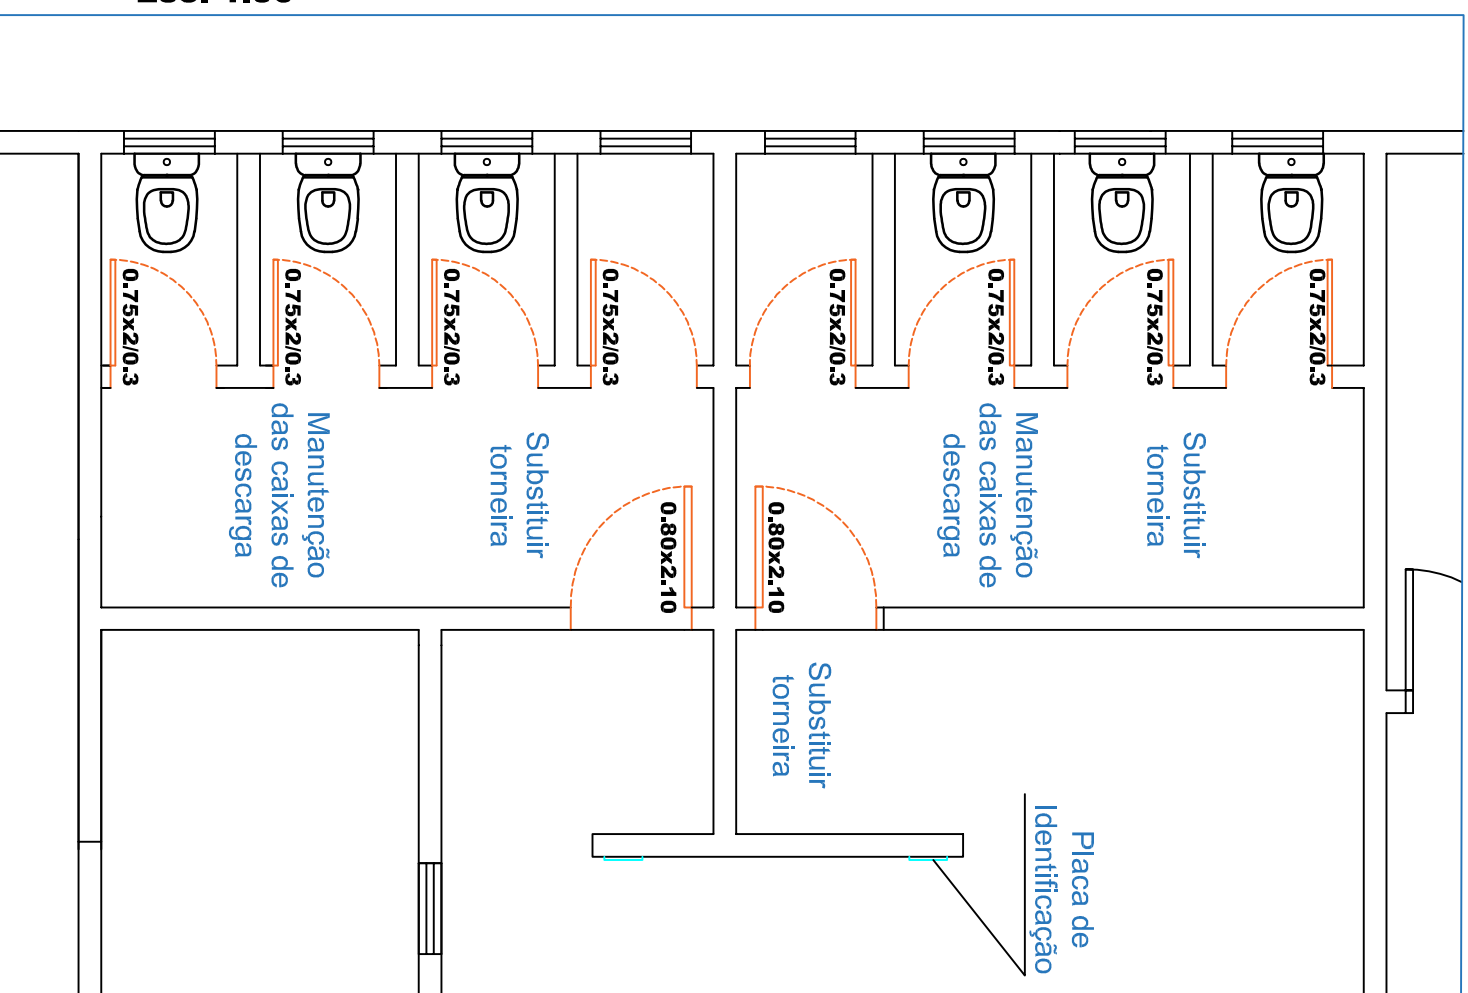 0.75x2/0.3
0.75x2/0.3
0.75x2/0.3
0.75x2/0.3
0.75x2/0.3
0.75x2/0.3
0.75x2/0.3
0.75x2/0.3
Manutenção
das caixas de
descarga
Substituir
torneira
Manutenção
das caixas de
descarga
Substituir
torneira
0.80x2.10
0.80x2.10
Substituir
torneira
Placa de
Identificação